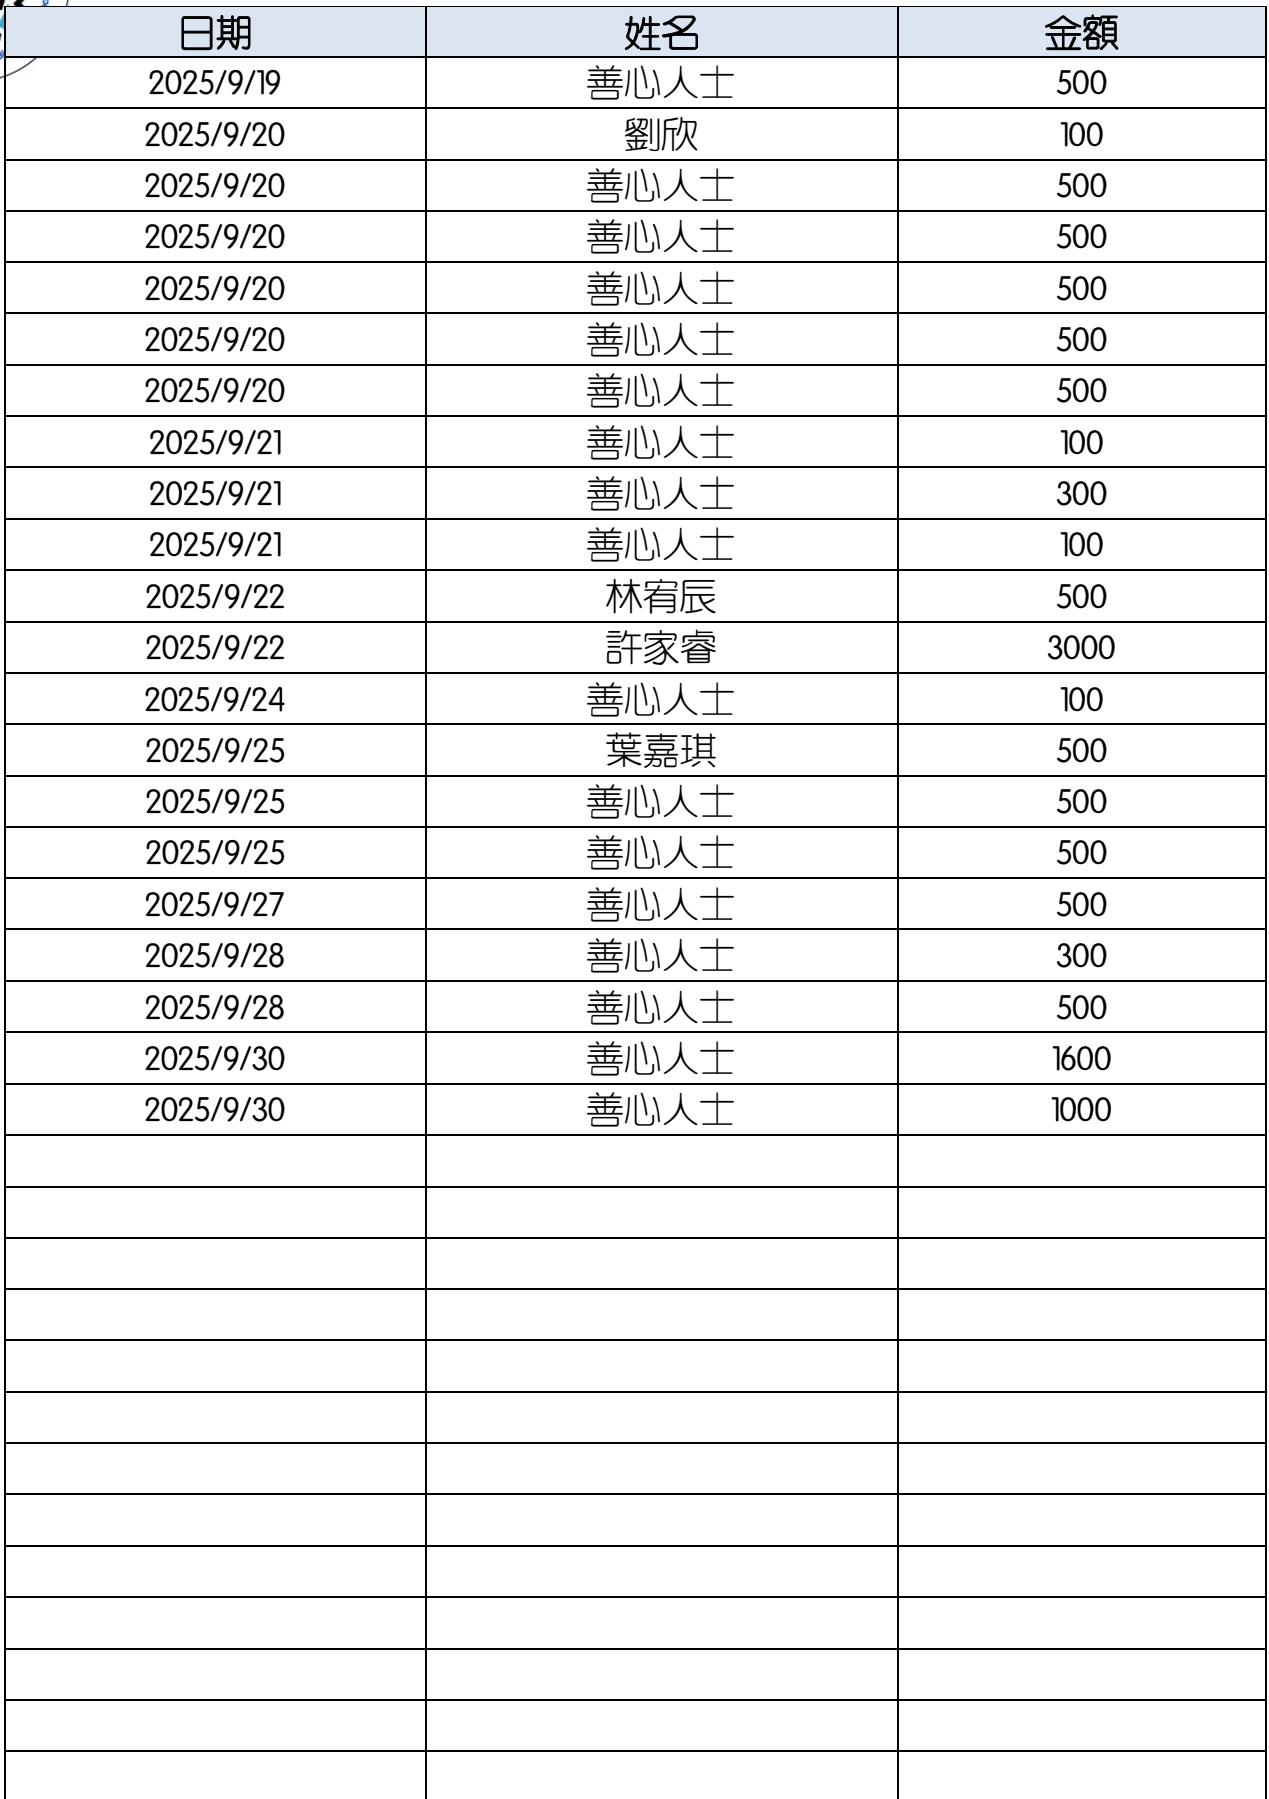 日期 姓名 金額
2025/9/19 善心人士 500
2025/9/20 劉欣 100
2025/9/20 善心人士 500
2025/9/20 善心人士 500
2025/9/20 善心人士 500
2025/9/20 善心人士 500
2025/9/20 善心人士 500
2025/9/21 善心人士 100
2025/9/21 善心人士 300
2025/9/21 善心人士 100
2025/9/22 林宥辰 500
2025/9/22 許家睿 3000
2025/9/24 善心人士 100
2025/9/25 葉嘉琪 500
2025/9/25 善心人士 500
2025/9/25 善心人士 500
2025/9/27 善心人士 500
2025/9/28 善心人士 300
2025/9/28 善心人士 500
2025/9/30 善心人士 1600
2025/9/30 善心人士 1000